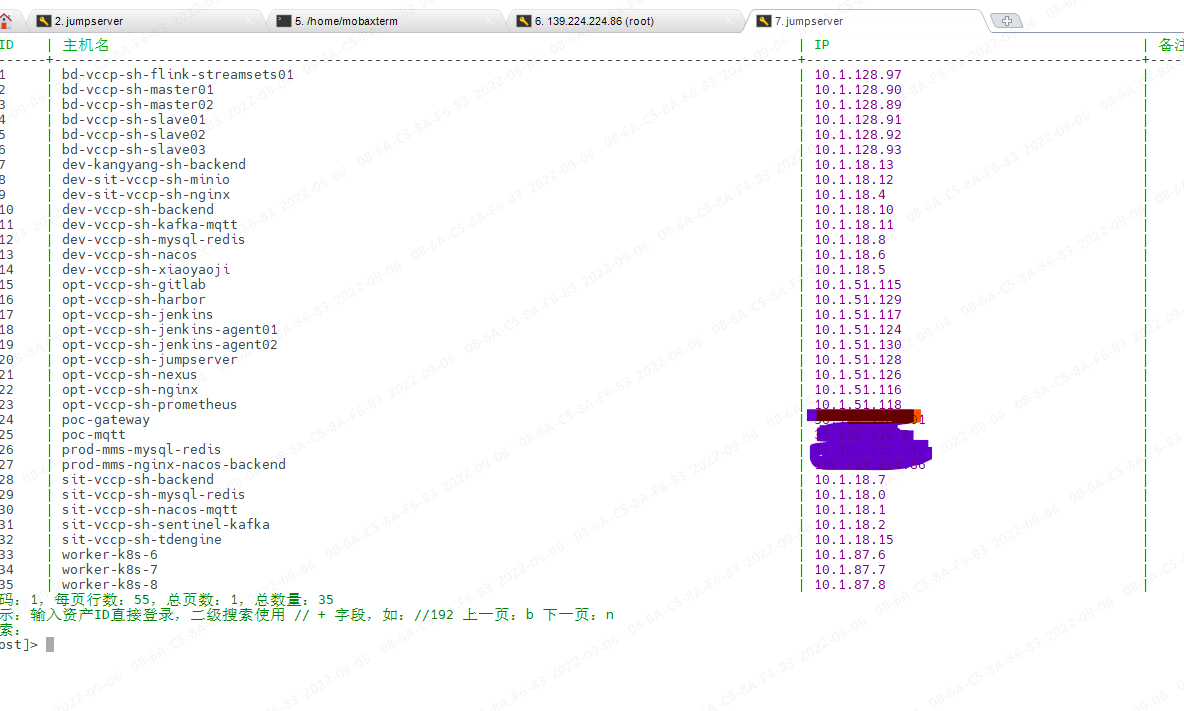 2. jumpserver
5. /home/mobaxterm
6. 139.224.224.86 (root)
7. jumpserver
ID | 主机名 | IP | 备注
1 | bd-vccp-sh-flink-streamsets01 | 10.1.128.97 |
2 | bd-vccp-sh-master01 | 10.1.128.90 |
3 | bd-vccp-sh-master02 | 10.1.128.89 |
4 | bd-vccp-sh-slave01 | 10.1.128.91 |
5 | bd-vccp-sh-slave02 | 10.1.128.92 |
6 | bd-vccp-sh-slave03 | 10.1.128.93 |
7 | dev-kangyang-sh-backend | 10.1.18.13 |
8 | dev-sit-vccp-sh-minio | 10.1.18.12 |
9 | dev-sit-vccp-sh-nginx | 10.1.18.4 |
10 | dev-vccp-sh-backend | 10.1.18.10 |
11 | dev-vccp-sh-kafka-mqtt | 10.1.18.11 |
12 | dev-vccp-sh-mysql-redis | 10.1.18.8 |
13 | dev-vccp-sh-nacos | 10.1.18.6 |
14 | dev-vccp-sh-xiaoyaoji | 10.1.18.5 |
15 | opt-vccp-sh-gitlab | 10.1.51.115 |
16 | opt-vccp-sh-harbor | 10.1.51.129 |
17 | opt-vccp-sh-jenkins | 10.1.51.117 |
18 | opt-vccp-sh-jenkins-agent01 | 10.1.51.124 |
19 | opt-vccp-sh-jenkins-agent02 | 10.1.51.130 |
20 | opt-vccp-sh-jumpserver | 10.1.51.128 |
21 | opt-vccp-sh-nexus | 10.1.51.126 |
22 | opt-vccp-sh-nginx | 10.1.51.116 |
23 | opt-vccp-sh-prometheus | 10.1.51.118 |
24 | poc-gateway | |
25 | poc-mqtt | |
26 | prod-mms-mysql-redis | |
27 | prod-mms-nginx-nacos-backend | |
28 | sit-vccp-sh-backend | 10.1.18.7 |
29 | sit-vccp-sh-mysql-redis | 10.1.18.0 |
30 | sit-vccp-sh-nacos-mqtt | 10.1.18.1 |
31 | sit-vccp-sh-sentinel-kafka | 10.1.18.2 |
32 | sit-vccp-sh-tdengine | 10.1.18.15 |
33 | worker-k8s-6 | 10.1.87.6 |
34 | worker-k8s-7 | 10.1.87.7 |
35 | worker-k8s-8 | 10.1.87.8 |
码：1，每页行数：55，总页数：1，总数量：35
示：输入资产ID直接登录，二级搜索使用 // + 字段，如：//192 上一页：b 下一页：n
索：
ost]>
08-6A-C5-8A-F6-83 2022-09-06